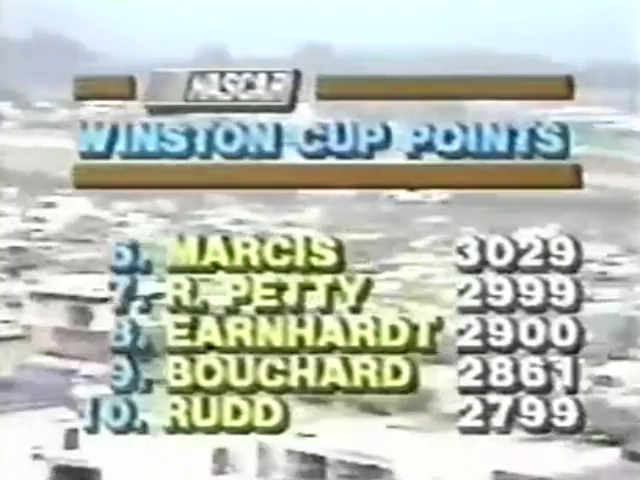 NASCAR
WINSTON CUP POINTS
6. MARCIS 3029
7. R. PETTY 2999
8. EARNHARDT 2900
9. BOUCHARD 2861
10. RUDD 2799